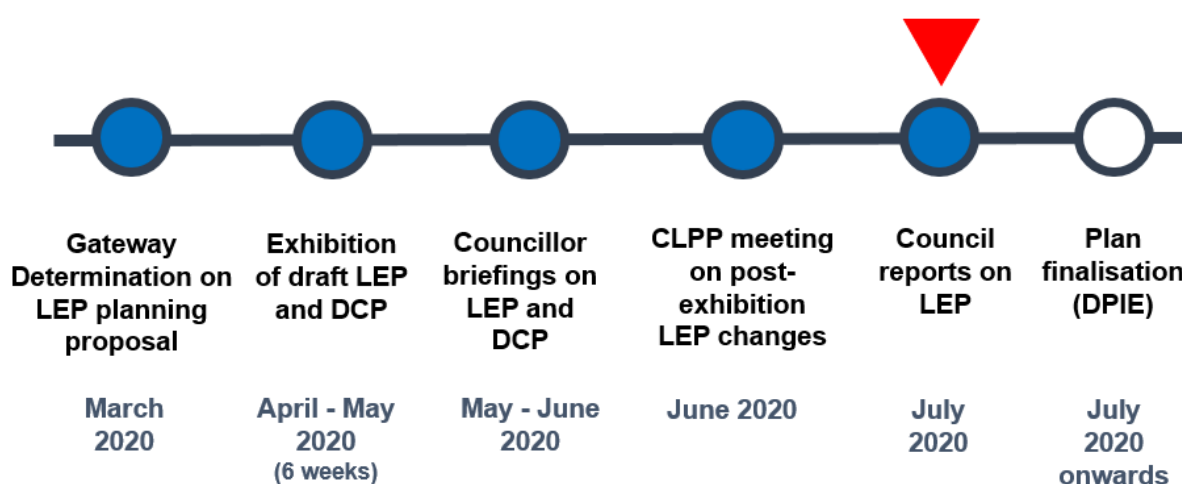 Gateway
Determination on
LEP planning
proposal
March
2020
Exhibition
of draft LEP
and DCP
April - May
2020
(6 weeks)
Councillor
briefings on
LEP and
DCP
May - June
2020
CLPP meeting
on post-
exhibition
LEP changes
June 2020
Council
reports on
LEP
July
2020
Plan
finalisation
(DPIE)
July
2020
onwards